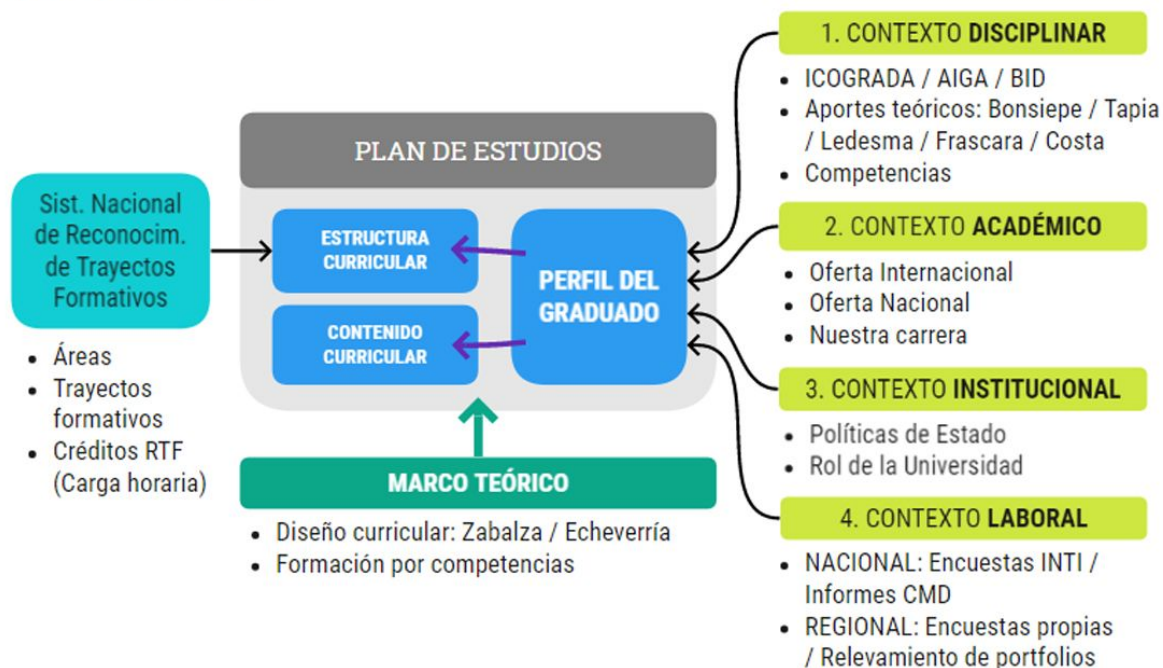 Sist. Nacional
de Reconocim.
de Trayectos
Formativos
• Áreas
• Trayectos
formativos
• Créditos RTF
(Carga horaria)
PLAN DE ESTUDIOS
ESTRUCTURA
CURRICULAR
CONTENIDO
CURRICULAR
PERFIL DEL
GRADUADO
MARCO TEÓRICO
• Diseño curricular: Zabalza / Echeverría
• Formación por competencias
1. CONTEXTO DISCIPLINAR
• ICOGRADA / AIGA / BID
• Aportes teóricos: Bonsiepe / Tapia
/ Ledesma / Frascara / Costa
• Competencias
2. CONTEXTO ACADÉMICO
• Oferta Internacional
• Oferta Nacional
• Nuestra carrera
3. CONTEXTO INSTITUCIONAL
• Políticas de Estado
• Rol de la Universidad
4. CONTEXTO LABORAL
• NACIONAL: Encuestas INTI /
Informes CMD
• REGIONAL: Encuestas propias
/ Relevamiento de portfolios